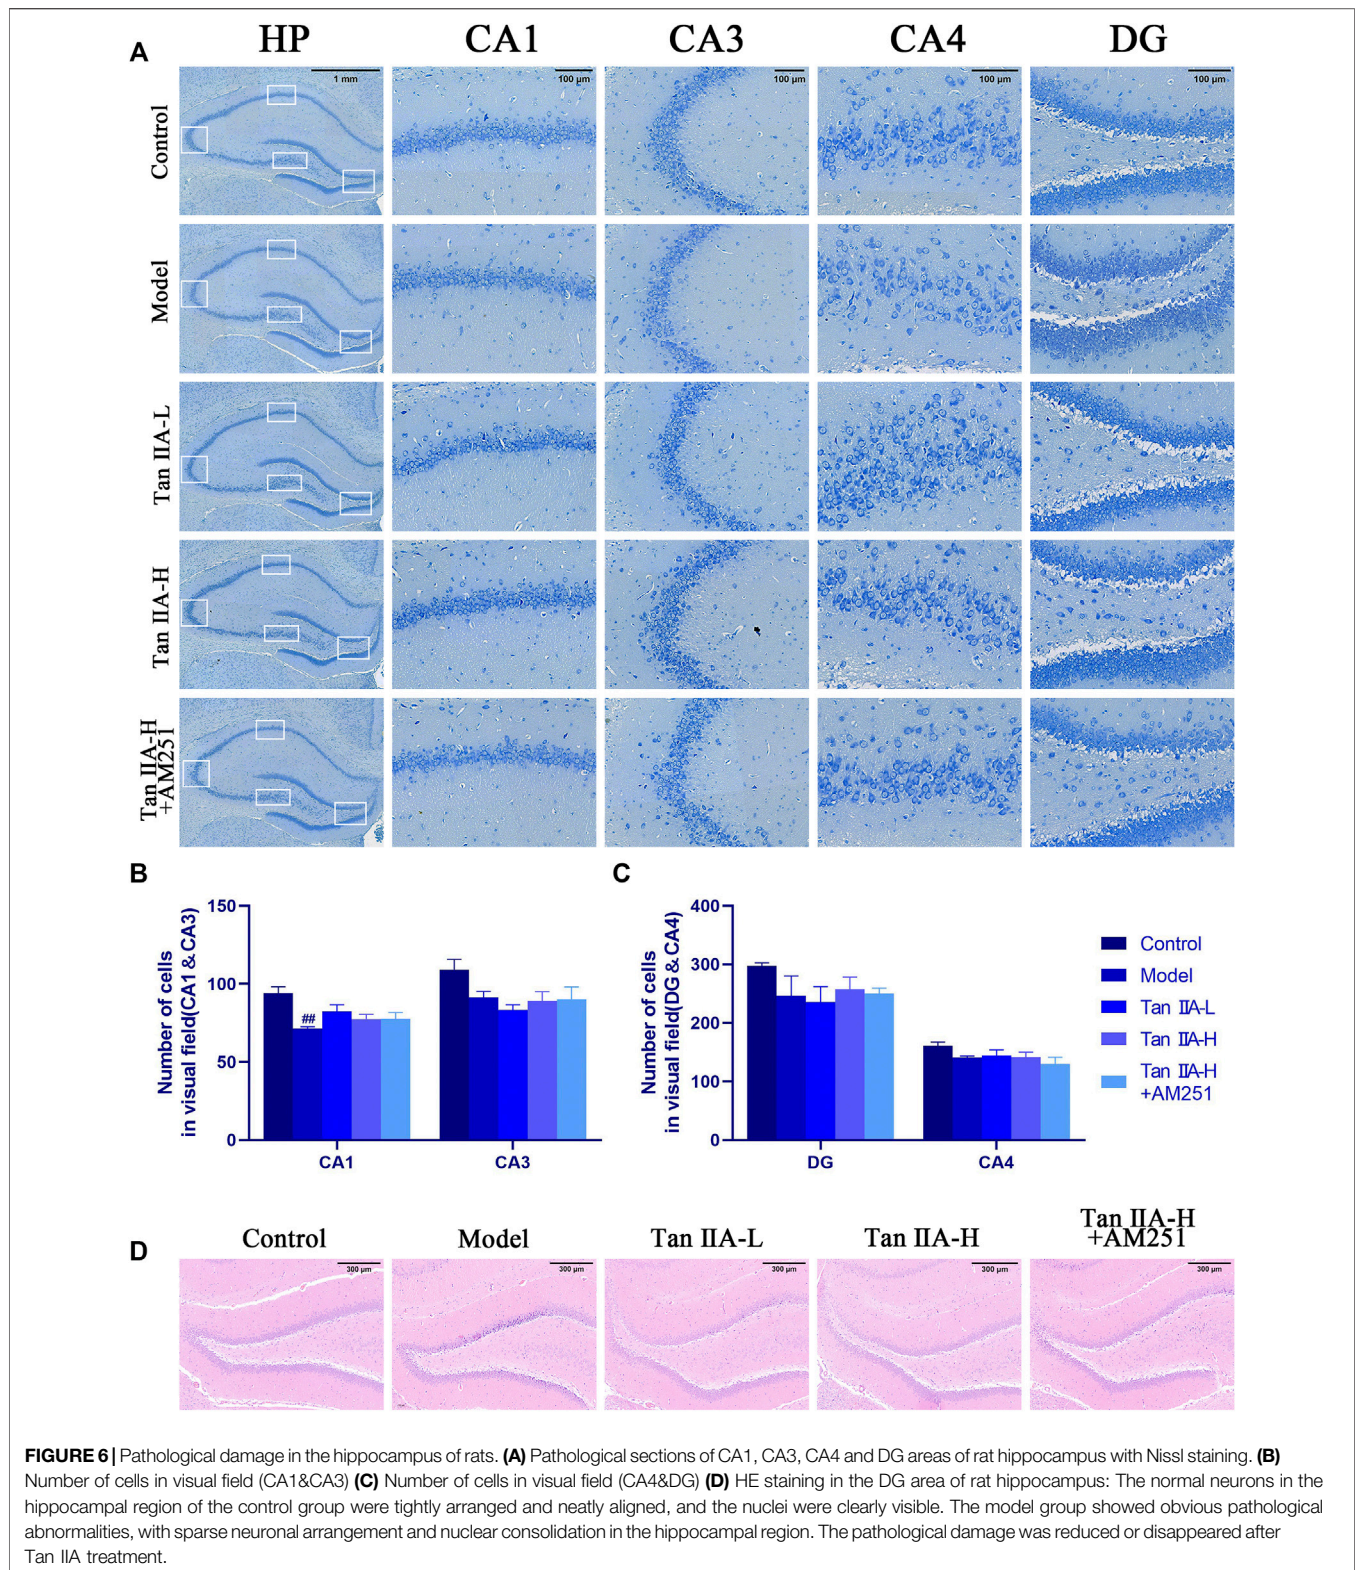 A
HP CA1 CA3 CA4 DG
1 mm 100 μm 100 μm 100 μm 100 μm
Control
Model
Tan IIA-L
Tan IIA-H
Tan IIA-H
+AM251
B
Number of cells
in visual field(CA1&CA3)
150
100
50
0
##
CA1 CA3
C
Number of cells
in visual field(DG&CA4)
400
300
200
100
0
DG CA4
Control
Model
Tan IIA-L
Tan IIA-H
Tan IIA-H
+AM251
D
Control Model Tan IIA-L Tan IIA-H Tan IIA-H
+AM251
300 μm 300 μm 300 μm 300 μm 300 μm
FIGURE 6 | Pathological damage in the hippocampus of rats. (A) Pathological sections of CA1, CA3, CA4 and DG areas of rat hippocampus with Nissl staining. (B)
Number of cells in visual field (CA1&CA3) (C) Number of cells in visual field (CA4&DG) (D) HE staining in the DG area of rat hippocampus: The normal neurons in the
hippocampal region of the control group were tightly arranged and neatly aligned, and the nuclei were clearly visible. The model group showed obvious pathological
abnormalities, with sparse neuronal arrangement and nuclear consolidation in the hippocampal region. The pathological damage was reduced or disappeared after
Tan IIA treatment.